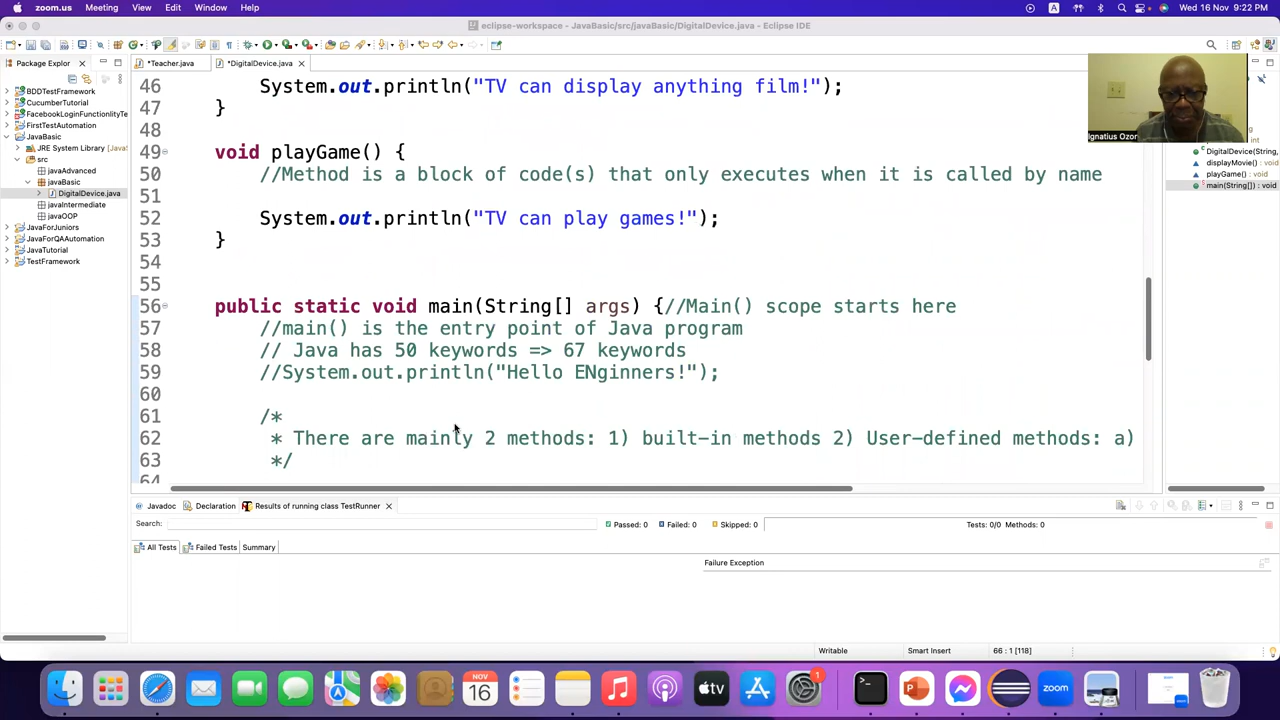 zoom.us Meeting View Edit Window Help
A Wed 16 Nov 9:22 PM
eclipse-workspace - JavaBasic/src/javaBasic/DigitalDevice.java - Eclipse IDE
Package Explor
*Teacher.java
*DigitalDevice.java
BDDTestFramework
CucumberTutorial
FacebookLoginFunctionlityTe
FirstTestAutomation
JavaBasic
JRE System Library [Java
src
javaAdvanced
javaBasic
DigitalDevice.java
javaIntermediate
javaOOP
JavaForJuniors
JavaForQAAutomation
JavaTutorial
TestFramework
46 System.out.println("TV can display anything film!");
47 }
48
49 void playGame() {
50 //Method is a block of code(s) that only executes when it is called by name
51
52 System.out.println("TV can play games!");
53 }
54
55
56 public static void main(String[] args) {//Main() scope starts here
57 //main() is the entry point of Java program
58 // Java has 50 keywords => 67 keywords
59 //System.out.println("Hello ENginners!");
60
61 /*
62 * There are mainly 2 methods: 1) built-in methods 2) User-defined methods: a)
63 */
64
Ignatius Ozor
DigitalDevice(String,
displayMovie() : void
playGame() : void
main(String[]) : void
Javadoc Declaration Results of running class TestRunner
Search: Passed: 0 Failed: 0 Skipped: 0 Tests: 0/0 Methods: 0
All Tests Failed Tests Summary
Failure Exception
Writable Smart Insert 66 : 1 [118]
NOV
16
tv
1
zoom